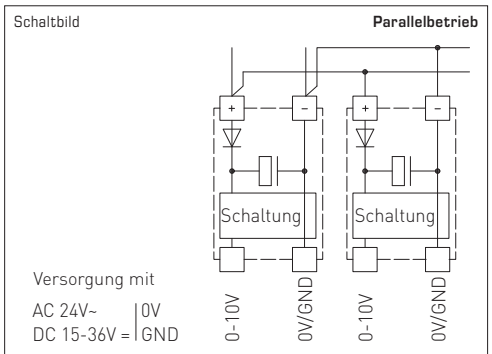 Schaltbild
Parallelbetrieb
+
–
+
–
Schaltung
Schaltung
Versorgung mit
AC 24V~ | 0V
DC 15-36V = | GND
0-10V
0V/GND
0-10V
0V/GND